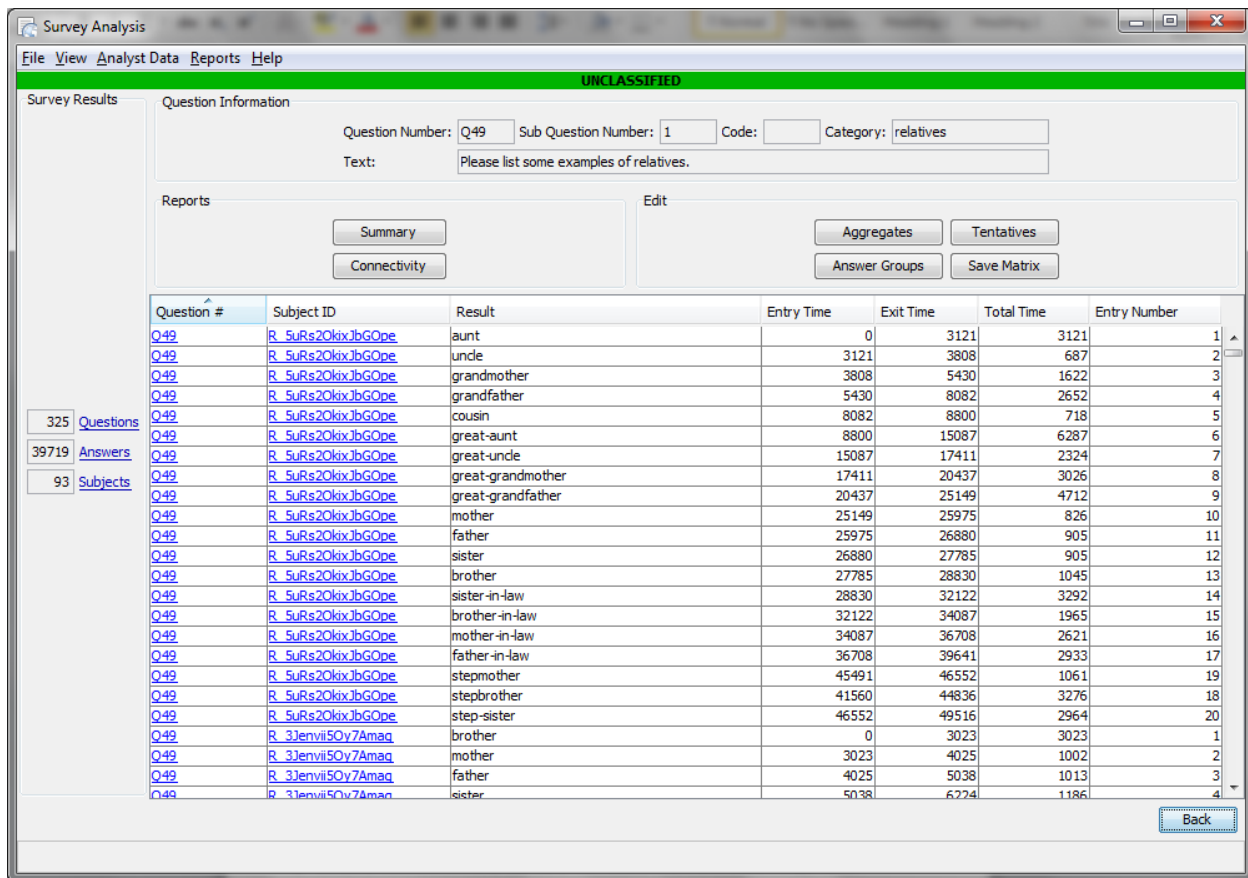 Survey Analysis
File View Analyst Data Reports Help
UNCLASSIFIED
Survey Results
Question Information
Question Number: Q49 Sub Question Number: 1 Code: Category: relatives
Text: Please list some examples of relatives.
Reports
Edit
Summary
Aggregates Tentatives
Connectivity
Answer Groups Save Matrix
325 Questions
39719 Answers
93 Subjects
Question # Subject ID Result Entry Time Exit Time Total Time Entry Number
Q49 R_5uRs2OkixJbGOpe aunt 0 3121 3121 1
Q49 R_5uRs2OkixJbGOpe uncle 3121 3808 687 2
Q49 R_5uRs2OkixJbGOpe grandmother 3808 5430 1622 3
Q49 R_5uRs2OkixJbGOpe grandfather 5430 8082 2652 4
Q49 R_5uRs2OkixJbGOpe cousin 8082 8800 718 5
Q49 R_5uRs2OkixJbGOpe great-aunt 8800 15087 6287 6
Q49 R_5uRs2OkixJbGOpe great-uncle 15087 17411 2324 7
Q49 R_5uRs2OkixJbGOpe great-grandmother 17411 20437 3026 8
Q49 R_5uRs2OkixJbGOpe great-grandfather 20437 25149 4712 9
Q49 R_5uRs2OkixJbGOpe mother 25149 25975 826 10
Q49 R_5uRs2OkixJbGOpe father 25975 26880 905 11
Q49 R_5uRs2OkixJbGOpe sister 26880 27785 905 12
Q49 R_5uRs2OkixJbGOpe brother 27785 28830 1045 13
Q49 R_5uRs2OkixJbGOpe sister-in-law 28830 32122 3292 14
Q49 R_5uRs2OkixJbGOpe brother-in-law 32122 34087 1965 15
Q49 R_5uRs2OkixJbGOpe mother-in-law 34087 36708 2621 16
Q49 R_5uRs2OkixJbGOpe father-in-law 36708 39641 2933 17
Q49 R_5uRs2OkixJbGOpe stepmother 45491 46552 1061 19
Q49 R_5uRs2OkixJbGOpe stepbrother 41560 44836 3276 18
Q49 R_5uRs2OkixJbGOpe step-sister 46552 49516 2964 20
Q49 R_3Jenvii5Oy7Amaq brother 0 3023 3023 1
Q49 R_3Jenvii5Oy7Amaq mother 3023 4025 1002 2
Q49 R_3Jenvii5Oy7Amaq father 4025 5038 1013 3
Q49 R_3Jenvii5Oy7Amaq sister 5038 6224 1186 4
Back